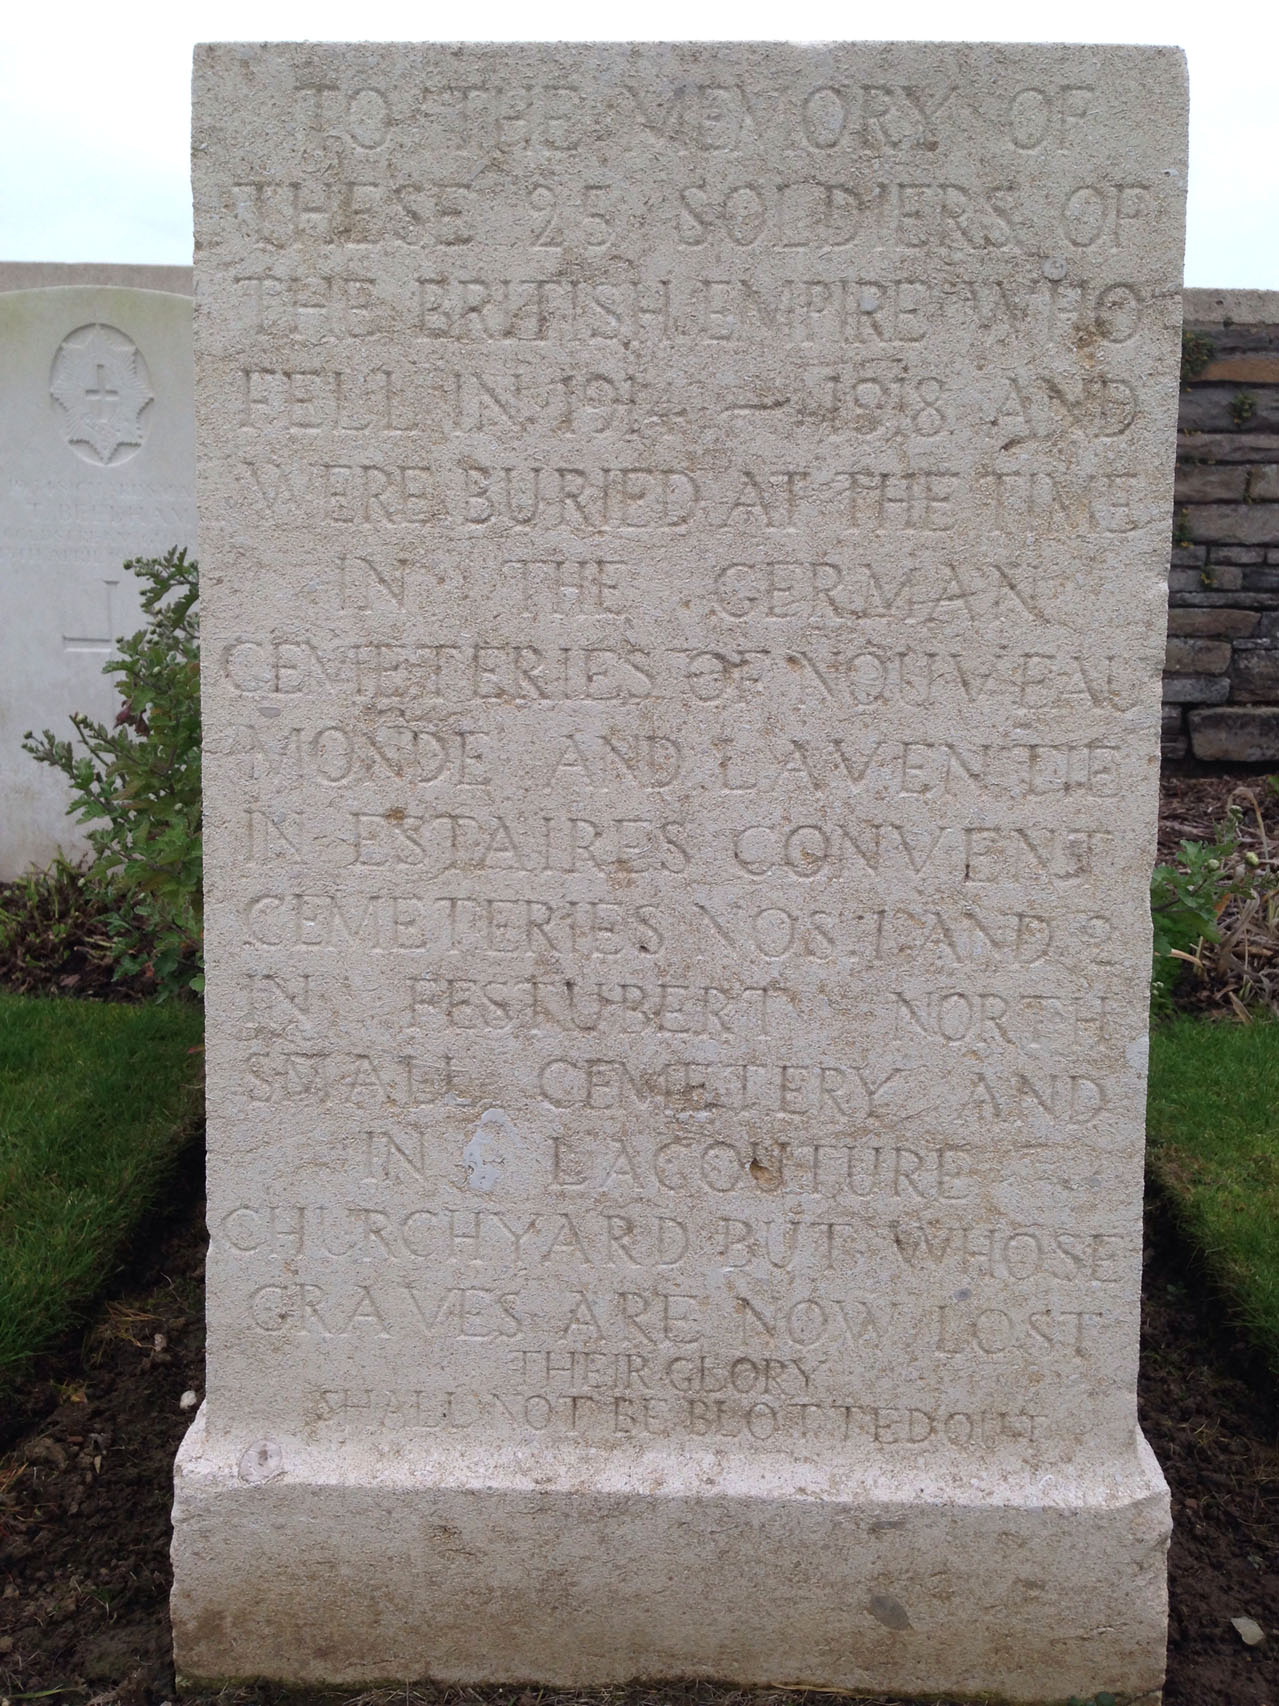 TO THE MEMORY OF
THESE 25 SOLDIERS OF
THE BRITISH EMPIRE WHO
FELL IN 1914 — 1918 AND
WERE BURIED AT THE TIME
IN THE GERMAN
CEMETERIES OF NOUVEAU
MONDE AND LAVENTIE
IN ESTAIRES CONVENT
CEMETERIES NOS. 1 AND 2
IN FESTUBERT NORTH
SMALL CEMETERY AND
IN LACOUTURE
CHURCHYARD BUT WHOSE
GRAVES ARE NOW LOST
THEIR GLORY
SHALL NOT BE BLOTTED OUT